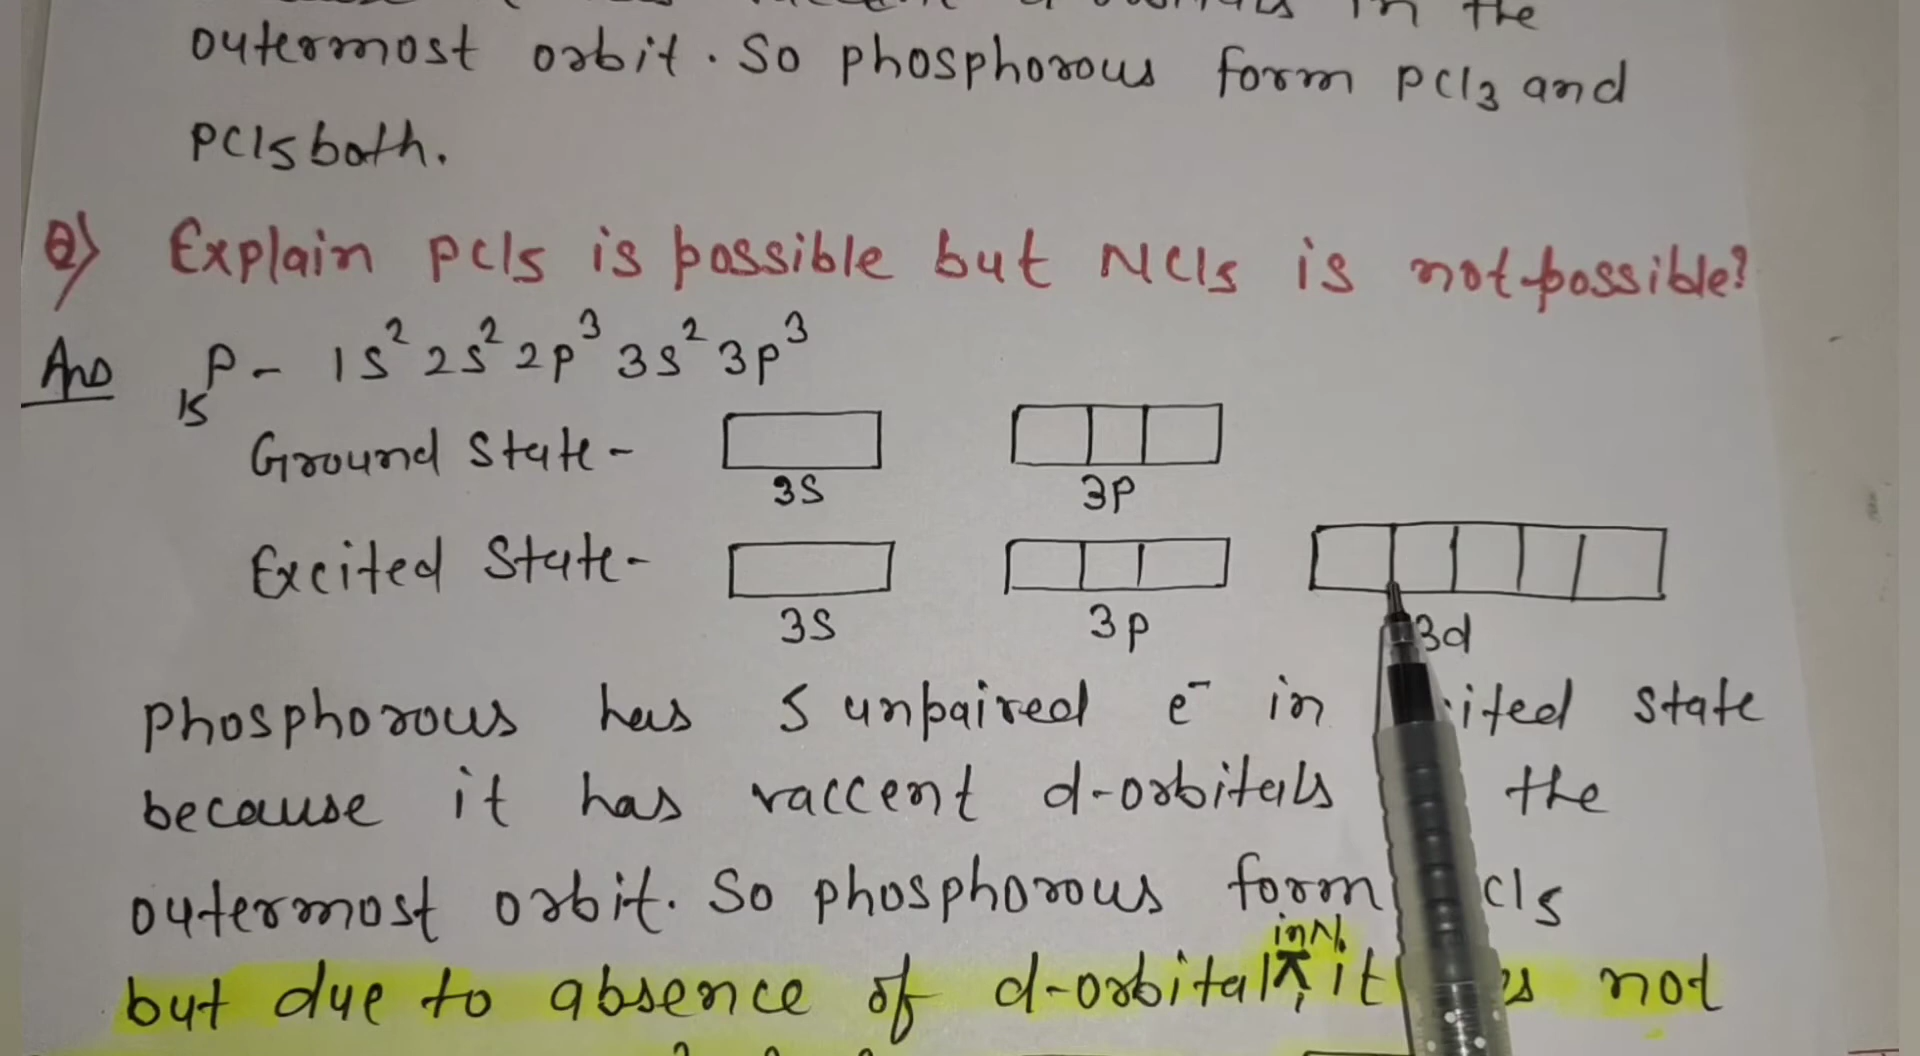 the
outermost orbit. So phosphorous form PCl3 and
PCl5 both.
Q) Explain PCl5 is possible but NCl5 is not possible?
Ans 15P - 1s² 2s² 2p³ 3s² 3p³
Ground State -
3s 3p
Excited State -
3s 3p 3d
phosphorous has 5 unpaired e⁻ in ited state
because it has vaccent d-orbitals the
outermost orbit. So phosphorous form Cl5
in N
but due to absence of d-orbital it not